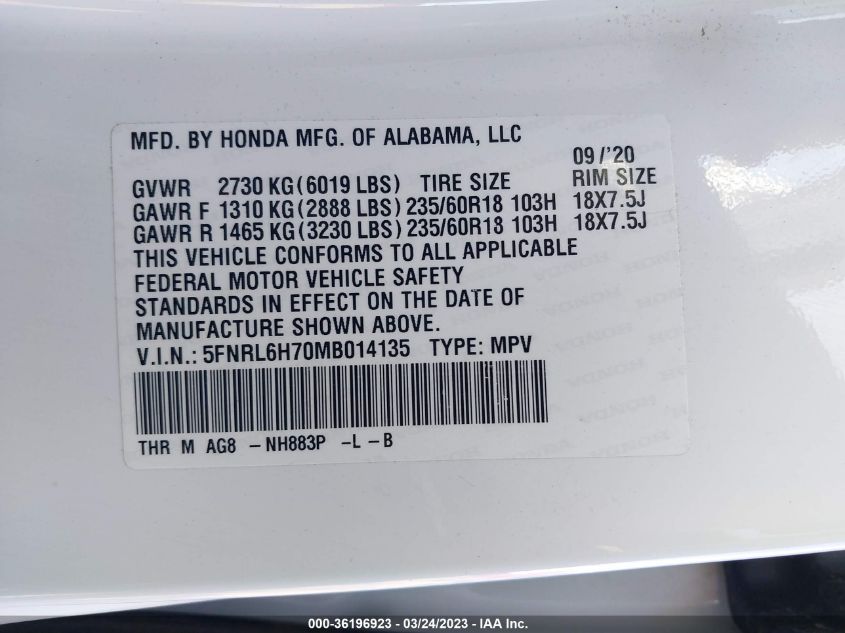 MFD. BY HONDA MFG. OF ALABAMA, LLC
09/'20
GVWR 2730 KG(6019 LBS) TIRE SIZE RIM SIZE
GAWR F 1310 KG(2888 LBS) 235/60R18 103H 18X7.5J
GAWR R 1465 KG(3230 LBS) 235/60R18 103H 18X7.5J
THIS VEHICLE CONFORMS TO ALL APPLICABLE
FEDERAL MOTOR VEHICLE SAFETY
STANDARDS IN EFFECT ON THE DATE OF
MANUFACTURE SHOWN ABOVE.
V.I.N.: 5FNRL6H70MB014135 TYPE: MPV
THR M AG8 -NH883P -L -B
000-36196923 - 03/24/2023 - IAA Inc.